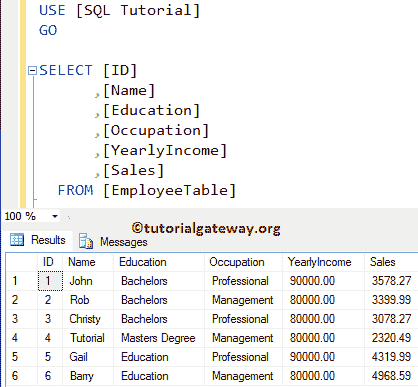 USE [SQL Tutorial]
GO
SELECT [ID]
,[Name]
,[Education]
,[Occupation]
,[YearlyIncome]
,[Sales]
FROM [EmployeeTable]
100 %
©tutorialgateway.org
Results Messages
ID Name Education Occupation YearlyIncome Sales
1 1 John Bachelors Professional 90000.00 3578.27
2 2 Rob Bachelors Management 80000.00 3399.99
3 3 Christy Bachelors Professional 80000.00 3078.27
4 4 Tutorial Masters Degree Management 80000.00 2320.49
5 5 Gail Education Professional 90000.00 4319.99
6 6 Barry Education Management 80000.00 4968.59